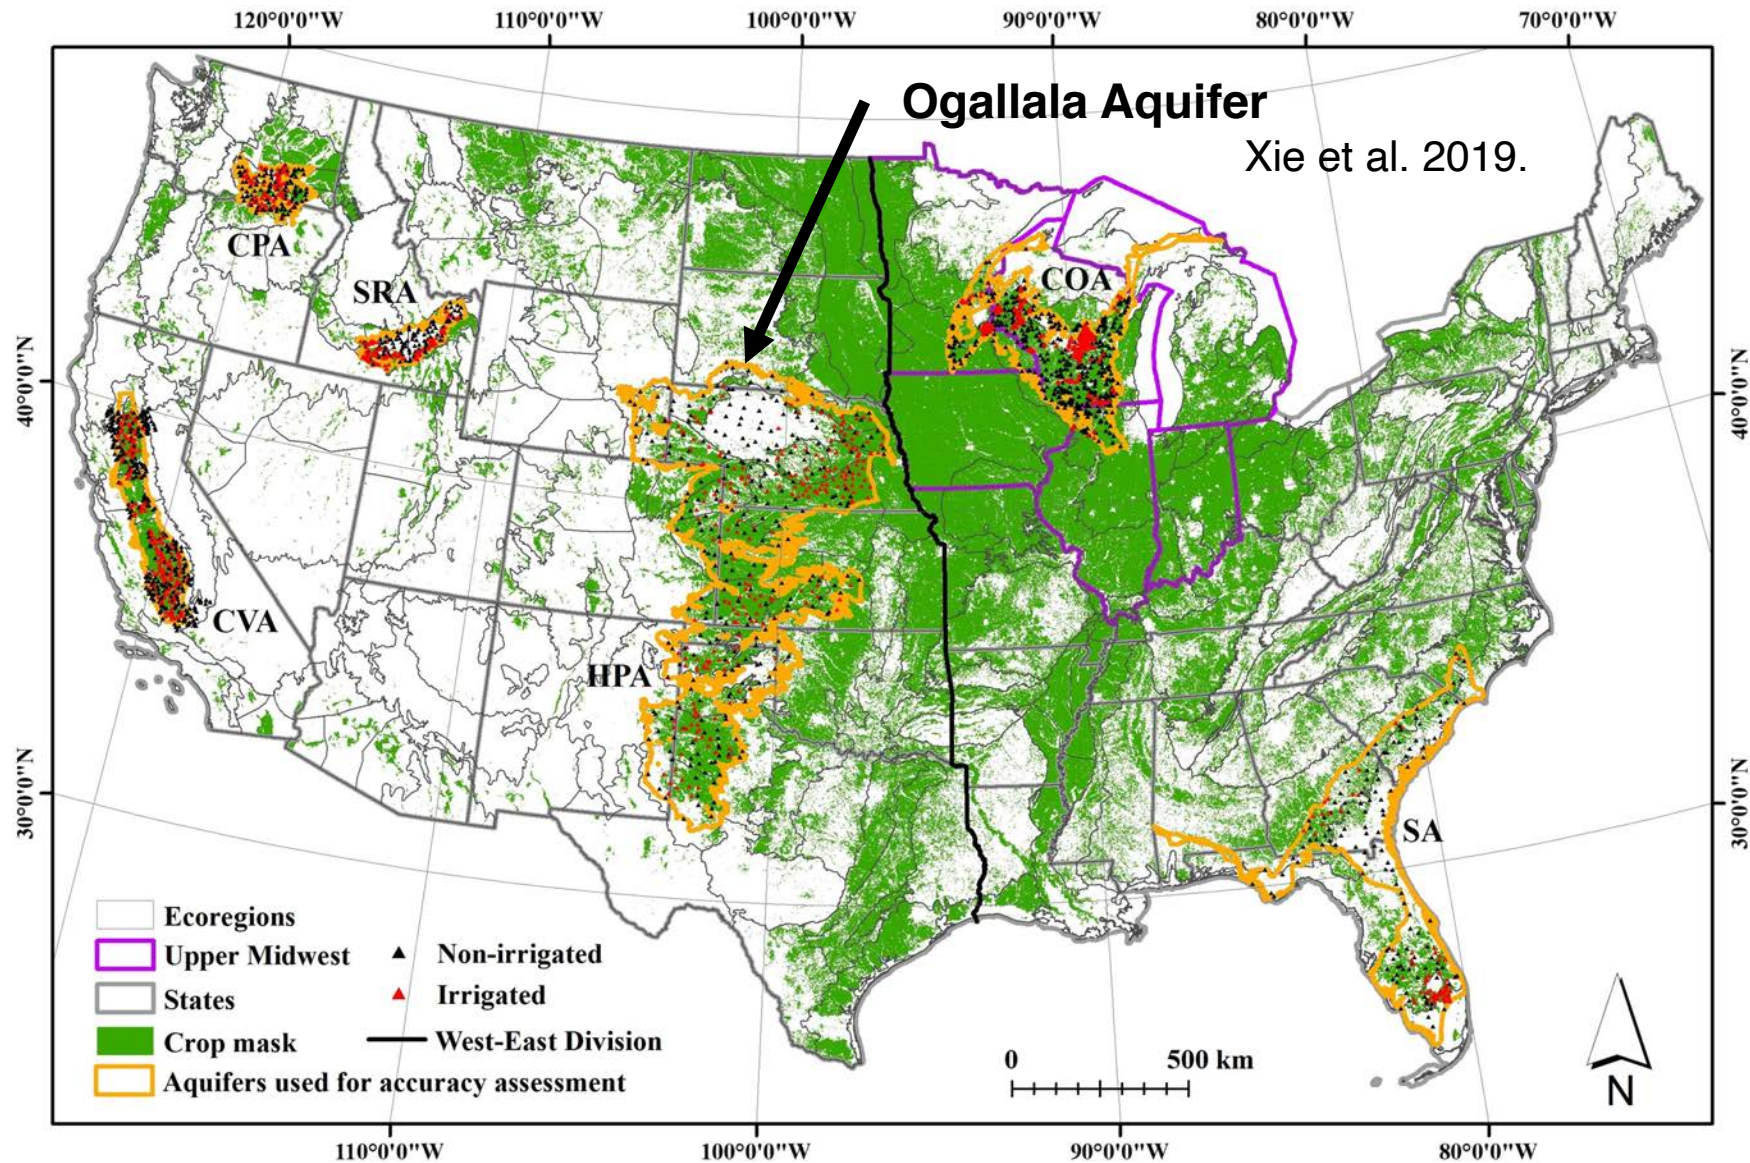 120°0'0"W
110°0'0"W
100°0'0"W
90°0'0"W
80°0'0"W
70°0'0"W
Ogallala Aquifer
Xie et al. 2019.
CPA
SRA
COA
40°0'0"N
40°0'0"N
CVA
HPA
30°0'0"N
30°0'0"N
SA
Ecoregions
Upper Midwest
Non-irrigated
States
Irrigated
Crop mask
West-East Division
Aquifers used for accuracy assessment
0 500 km
N
110°0'0"W
100°0'0"W
90°0'0"W
80°0'0"W